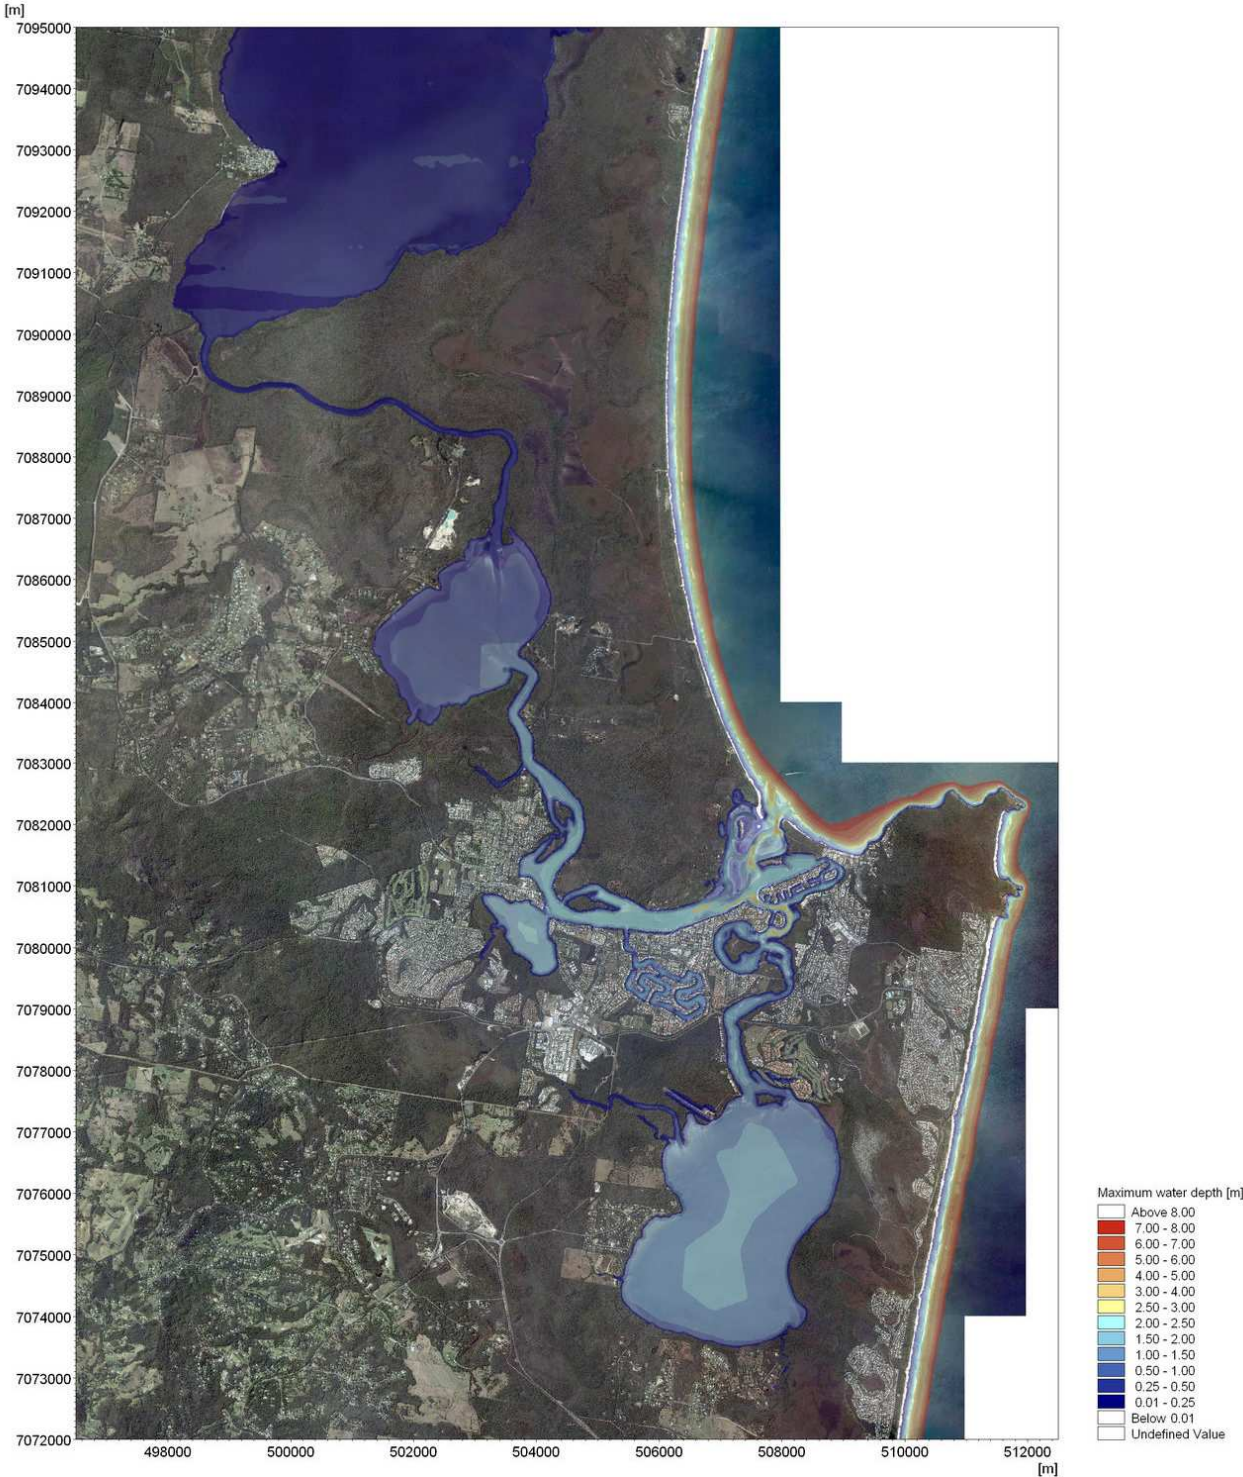 [m]
7095000
7094000
7093000
7092000
7091000
7090000
7089000
7088000
7087000
7086000
7085000
7084000
7083000
7082000
7081000
7080000
7079000
7078000
7077000
7076000
7075000
7074000
7073000
7072000
498000 500000 502000 504000 506000 508000 510000 512000
[m]
Maximum water depth [m]
Above 8.00
7.00 - 8.00
6.00 - 7.00
5.00 - 6.00
4.00 - 5.00
3.00 - 4.00
2.50 - 3.00
2.00 - 2.50
1.50 - 2.00
1.00 - 1.50
0.50 - 1.00
0.25 - 0.50
0.01 - 0.25
Below 0.01
Undefined Value